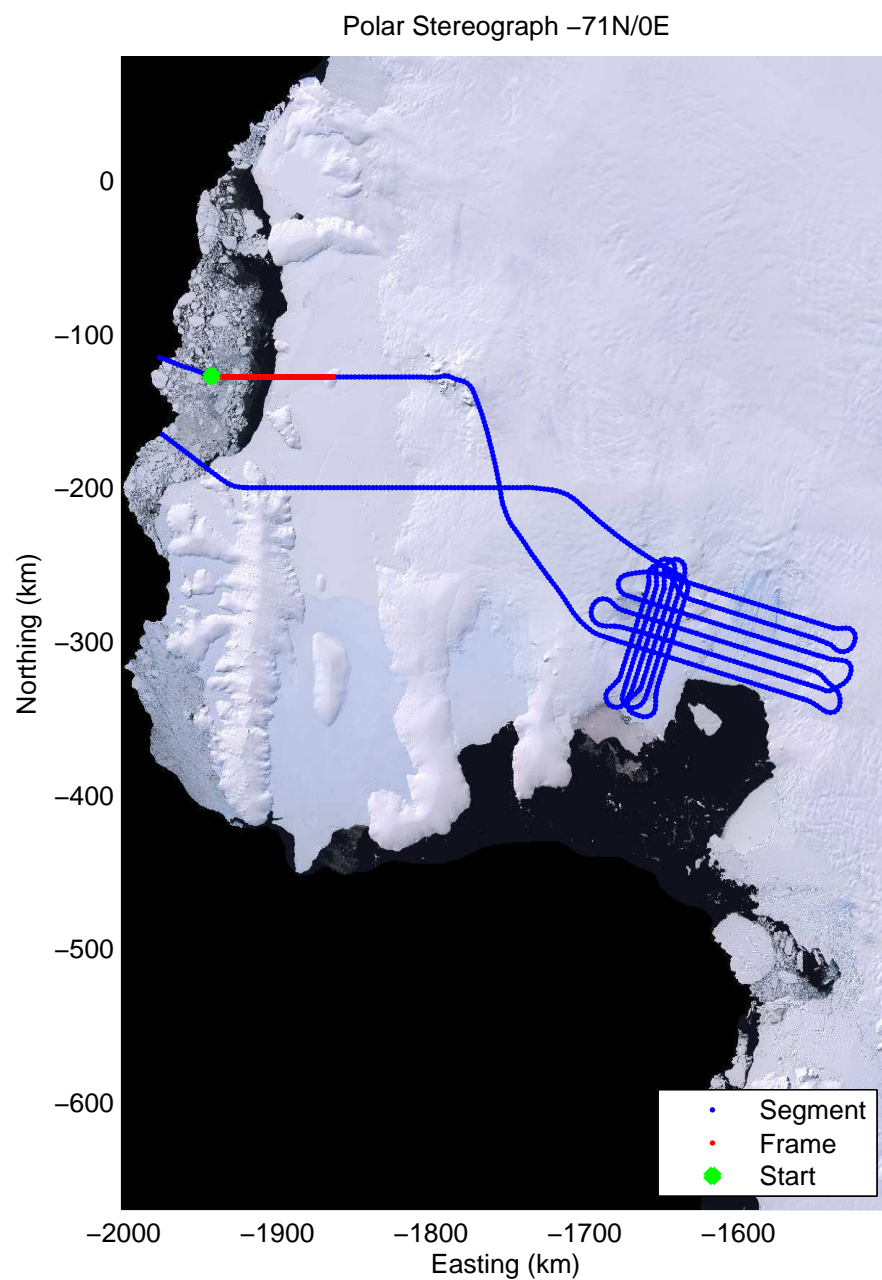 Polar Stereograph −71N/0E
0
−100
−200
−300
−400
−500
−600
Northing (km)
Segment
Frame
Start
−2000 −1900 −1800 −1700 −1600
Easting (km)